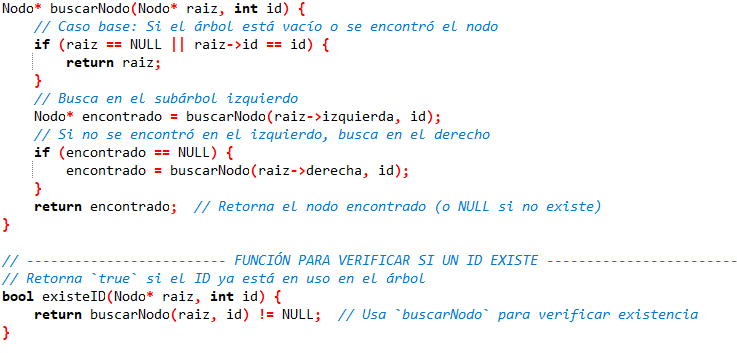 Nodo* buscarNodo(Nodo* raiz, int id) {
    // Caso base: Si el árbol está vacío o se encontró el nodo
    if (raiz == NULL || raiz->id == id) {
        return raiz;
    }
    // Busca en el subárbol izquierdo
    Nodo* encontrado = buscarNodo(raiz->izquierda, id);
    // Si no se encontró en el izquierdo, busca en el derecho
    if (encontrado == NULL) {
        encontrado = buscarNodo(raiz->derecha, id);
    }
    return encontrado;  // Retorna el nodo encontrado (o NULL si no existe)
}

// ------------------------- FUNCIÓN PARA VERIFICAR SI UN ID EXISTE ------------------------
// Retorna `true` si el ID ya está en uso en el árbol
bool existeID(Nodo* raiz, int id) {
    return buscarNodo(raiz, id) != NULL;  // Usa `buscarNodo` para verificar existencia
}